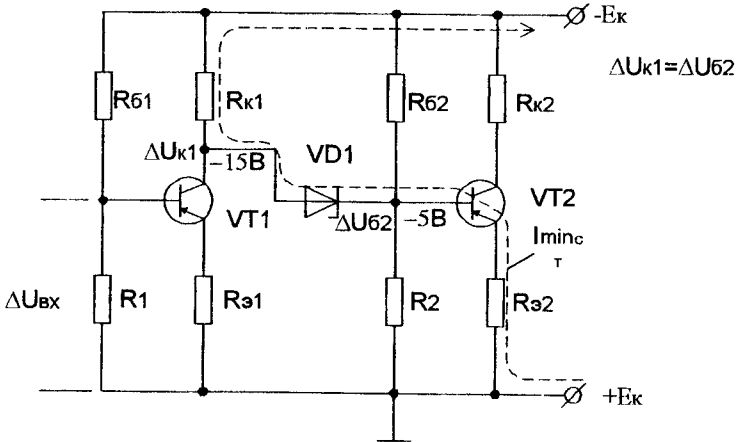 -Eк
ΔUк1=ΔUб2
Rб1
Rк1
Rб2
Rк2
ΔUк1
–15В
VD1
VT1
ΔUб2
–5В
VT2
Iminс
т
ΔUвх
R1
Rэ1
R2
Rэ2
+Eк